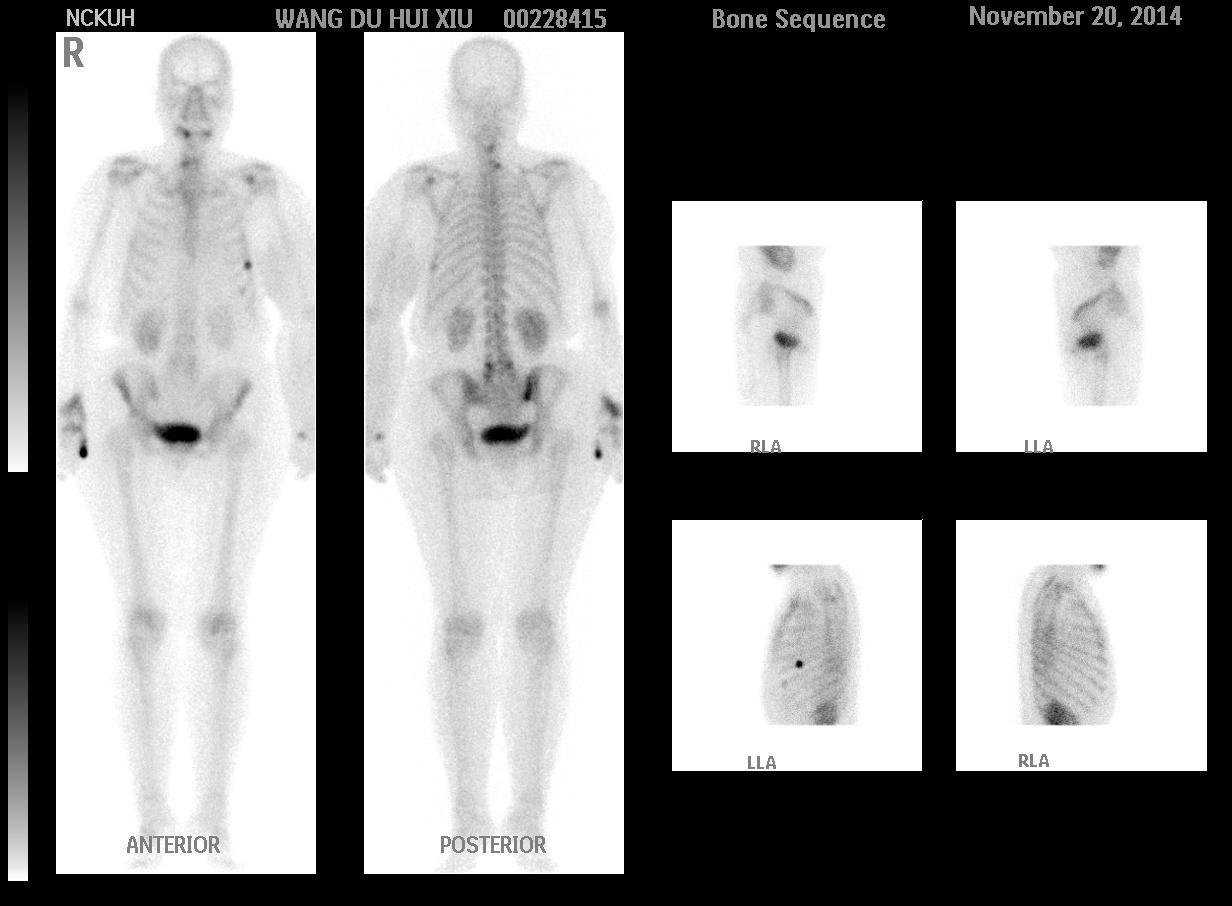 NCKUH WANG DU HUI XIU 00228415 Bone Sequence November 20, 2014
R
RLA LLA
LLA RLA
ANTERIOR POSTERIOR